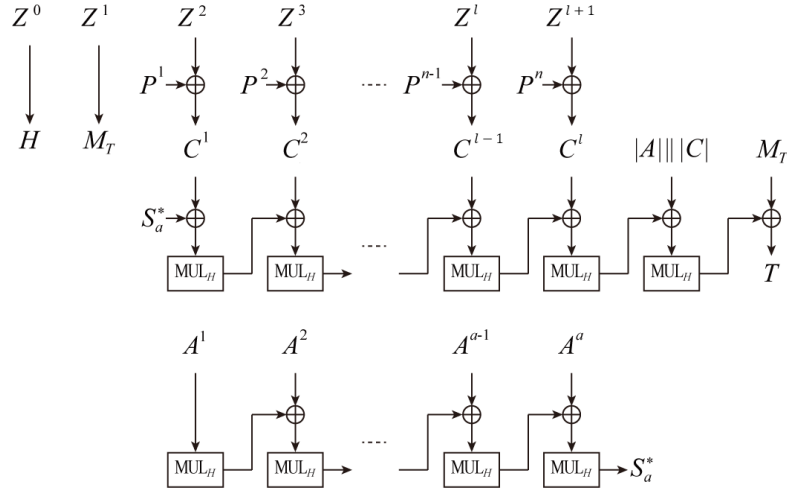 Z^0 Z^1 Z^2 Z^3 Z^l Z^{l+1}
P^1 P^2 P^{n-1} P^n
H M_T C^1 C^2 C^{l-1} C^l |A|‖|C| M_T
S_a^*
MUL_H MUL_H MUL_H MUL_H MUL_H T
A^1 A^2 A^{a-1} A^a
MUL_H MUL_H MUL_H MUL_H S_a^*